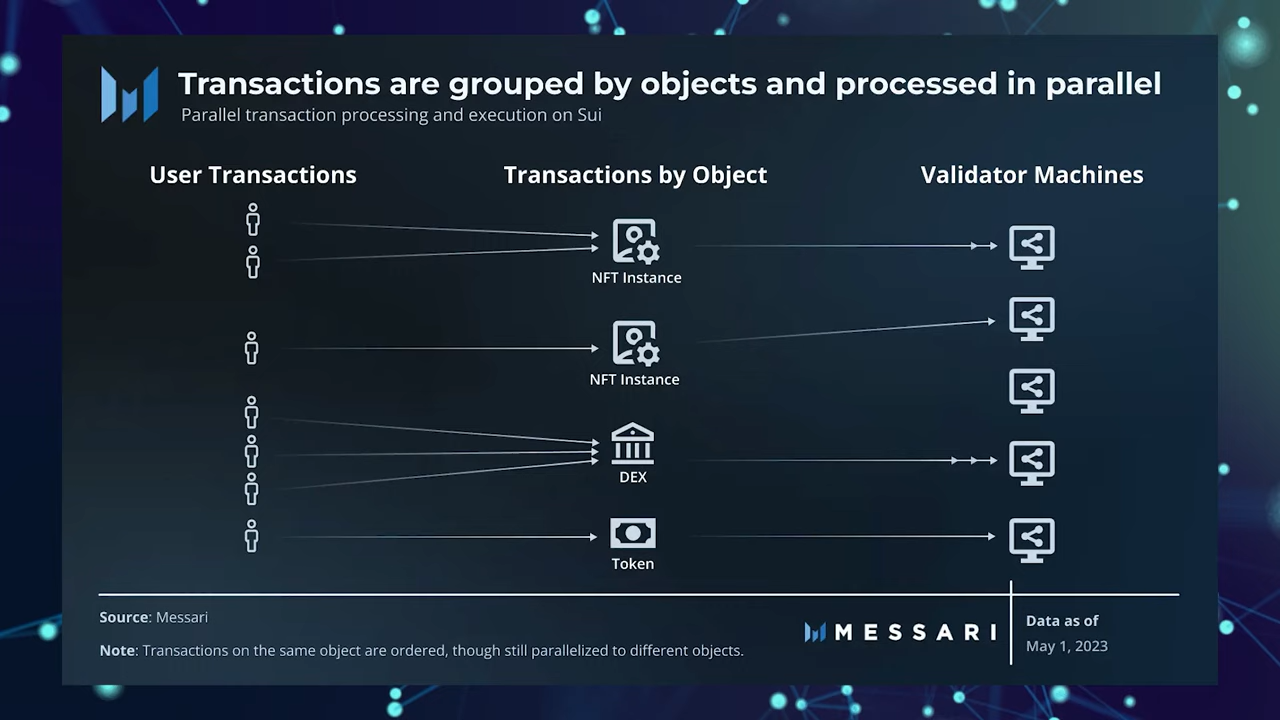 Transactions are grouped by objects and processed in parallel
Parallel transaction processing and execution on Sui
User Transactions
Transactions by Object
Validator Machines
NFT Instance
NFT Instance
DEX
Token
Source: Messari
Note: Transactions on the same object are ordered, though still parallelized to different objects.
MESSARI
Data as of
May 1, 2023